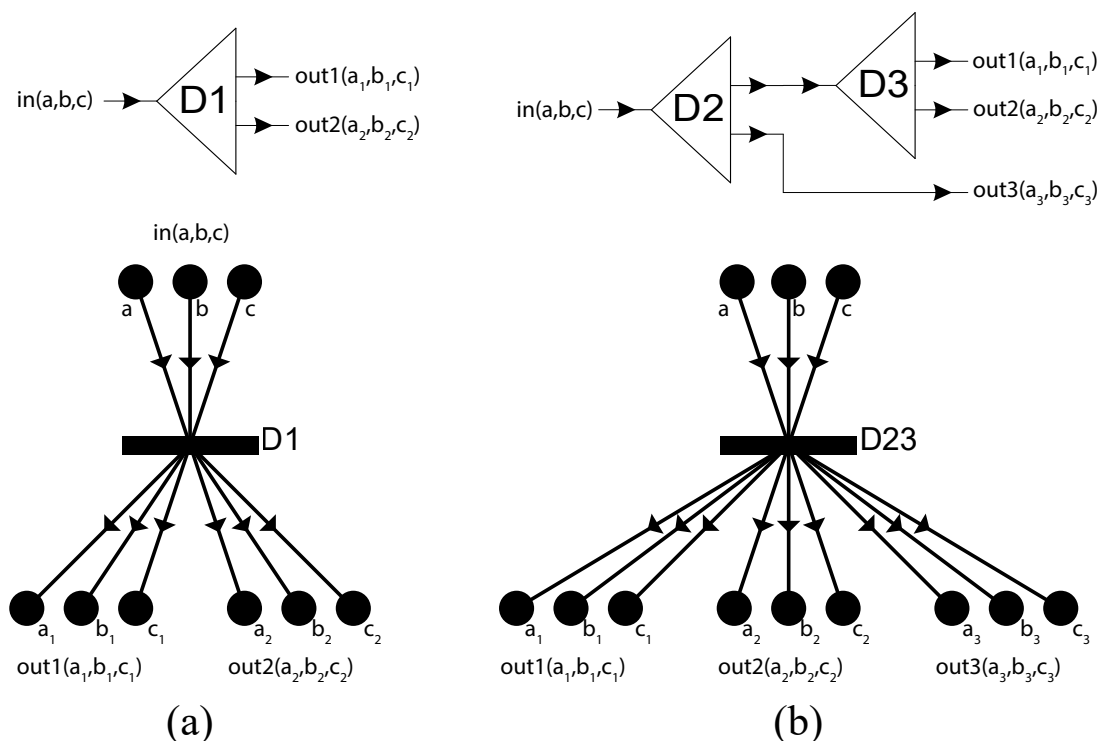 in(a,b,c)
D1
out1(a₁,b₁,c₁)
out2(a₂,b₂,c₂)
in(a,b,c)
a
b
c
D1
a₁
b₁
c₁
a₂
b₂
c₂
out1(a₁,b₁,c₁)
out2(a₂,b₂,c₂)
(a)
in(a,b,c)
D2
D3
out1(a₁,b₁,c₁)
out2(a₂,b₂,c₂)
out3(a₃,b₃,c₃)
a
b
c
D23
a₁
b₁
c₁
a₂
b₂
c₂
a₃
b₃
c₃
out1(a₁,b₁,c₁)
out2(a₂,b₂,c₂)
out3(a₃,b₃,c₃)
(b)